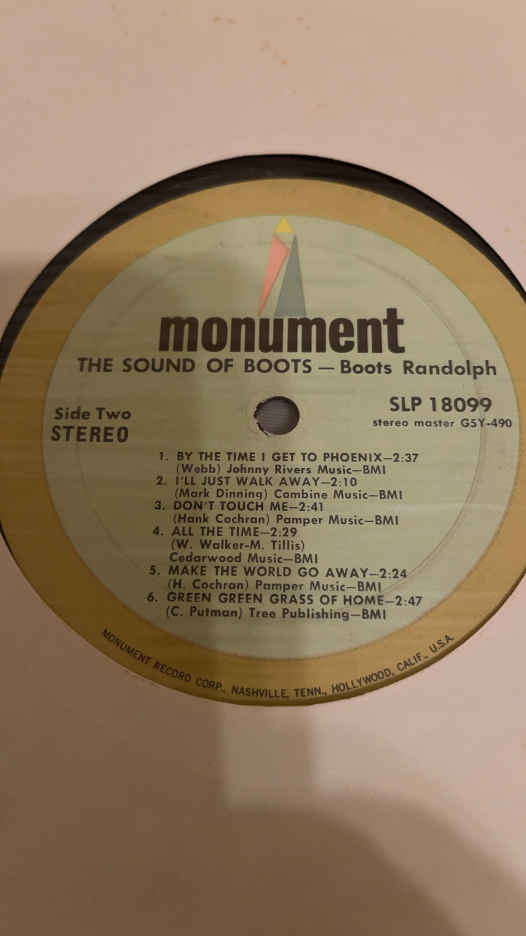 monument
THE SOUND OF BOOTS — Boots Randolph
Side Two
STEREO
SLP 18099
stereo master GSY-490
1. BY THE TIME I GET TO PHOENIX—2:37
(Webb) Johnny Rivers Music—BMI
2. I'LL JUST WALK AWAY—2:10
(Mark Dinning) Combine Music—BMI
3. DON'T TOUCH ME—2:41
(Hank Cochran) Pamper Music—BMI
4. ALL THE TIME—2:29
(W. Walker-M. Tillis)
Cedarwood Music—BMI
5. MAKE THE WORLD GO AWAY—2:24
(H. Cochran) Pamper Music—BMI
6. GREEN GREEN GRASS OF HOME—2:47
(C. Putman) Tree Publishing—BMI
MONUMENT RECORD CORP., NASHVILLE, TENN., HOLLYWOOD, CALIF., U.S.A.